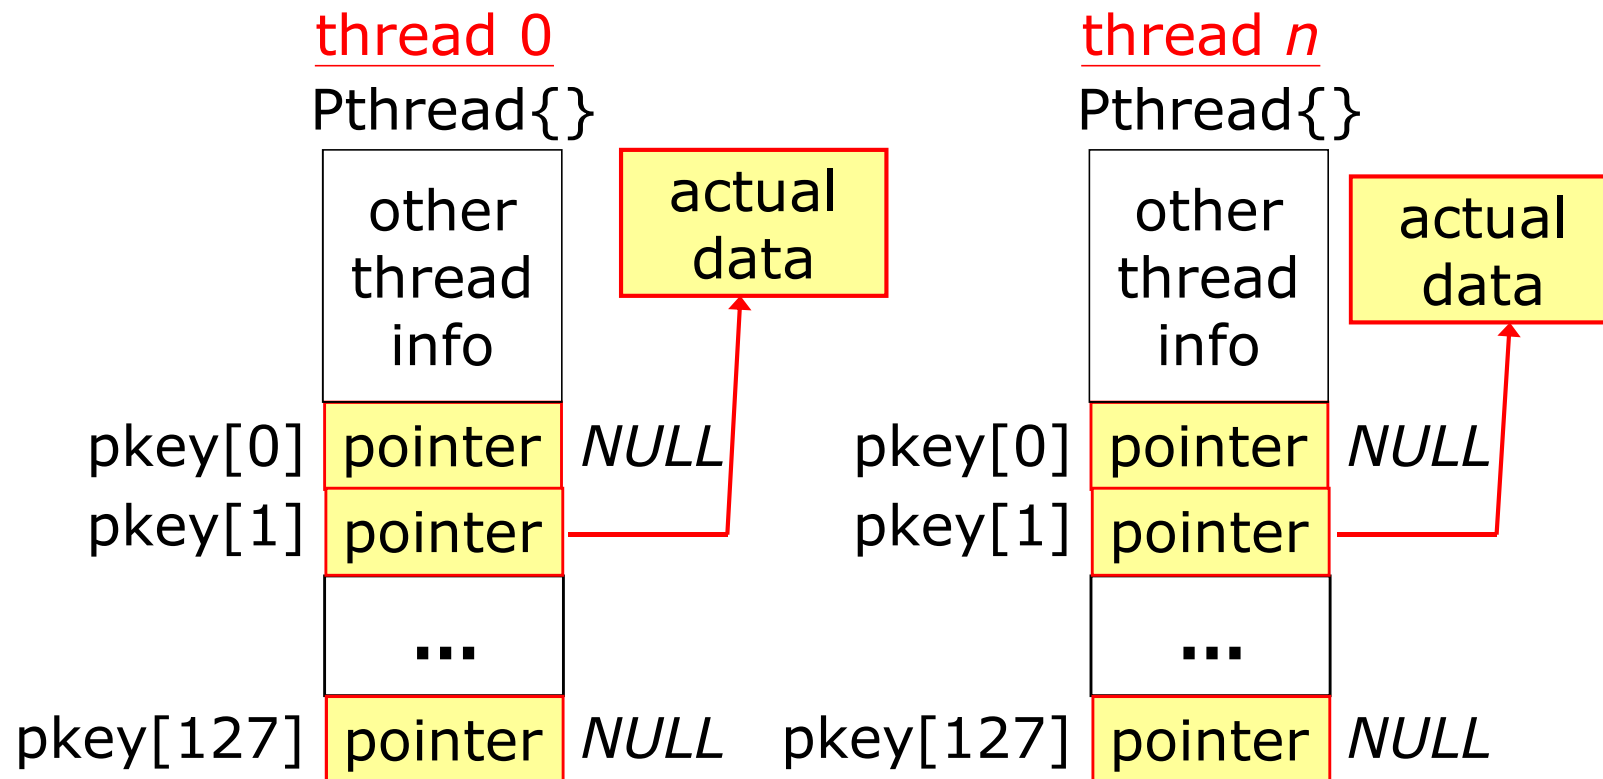 thread 0
Pthread{}
other
thread
info
actual
data
pkey[0] pointer NULL
pkey[1] pointer
...
pkey[127] pointer NULL
thread n
Pthread{}
other
thread
info
actual
data
pkey[0] pointer NULL
pkey[1] pointer
...
pkey[127] pointer NULL